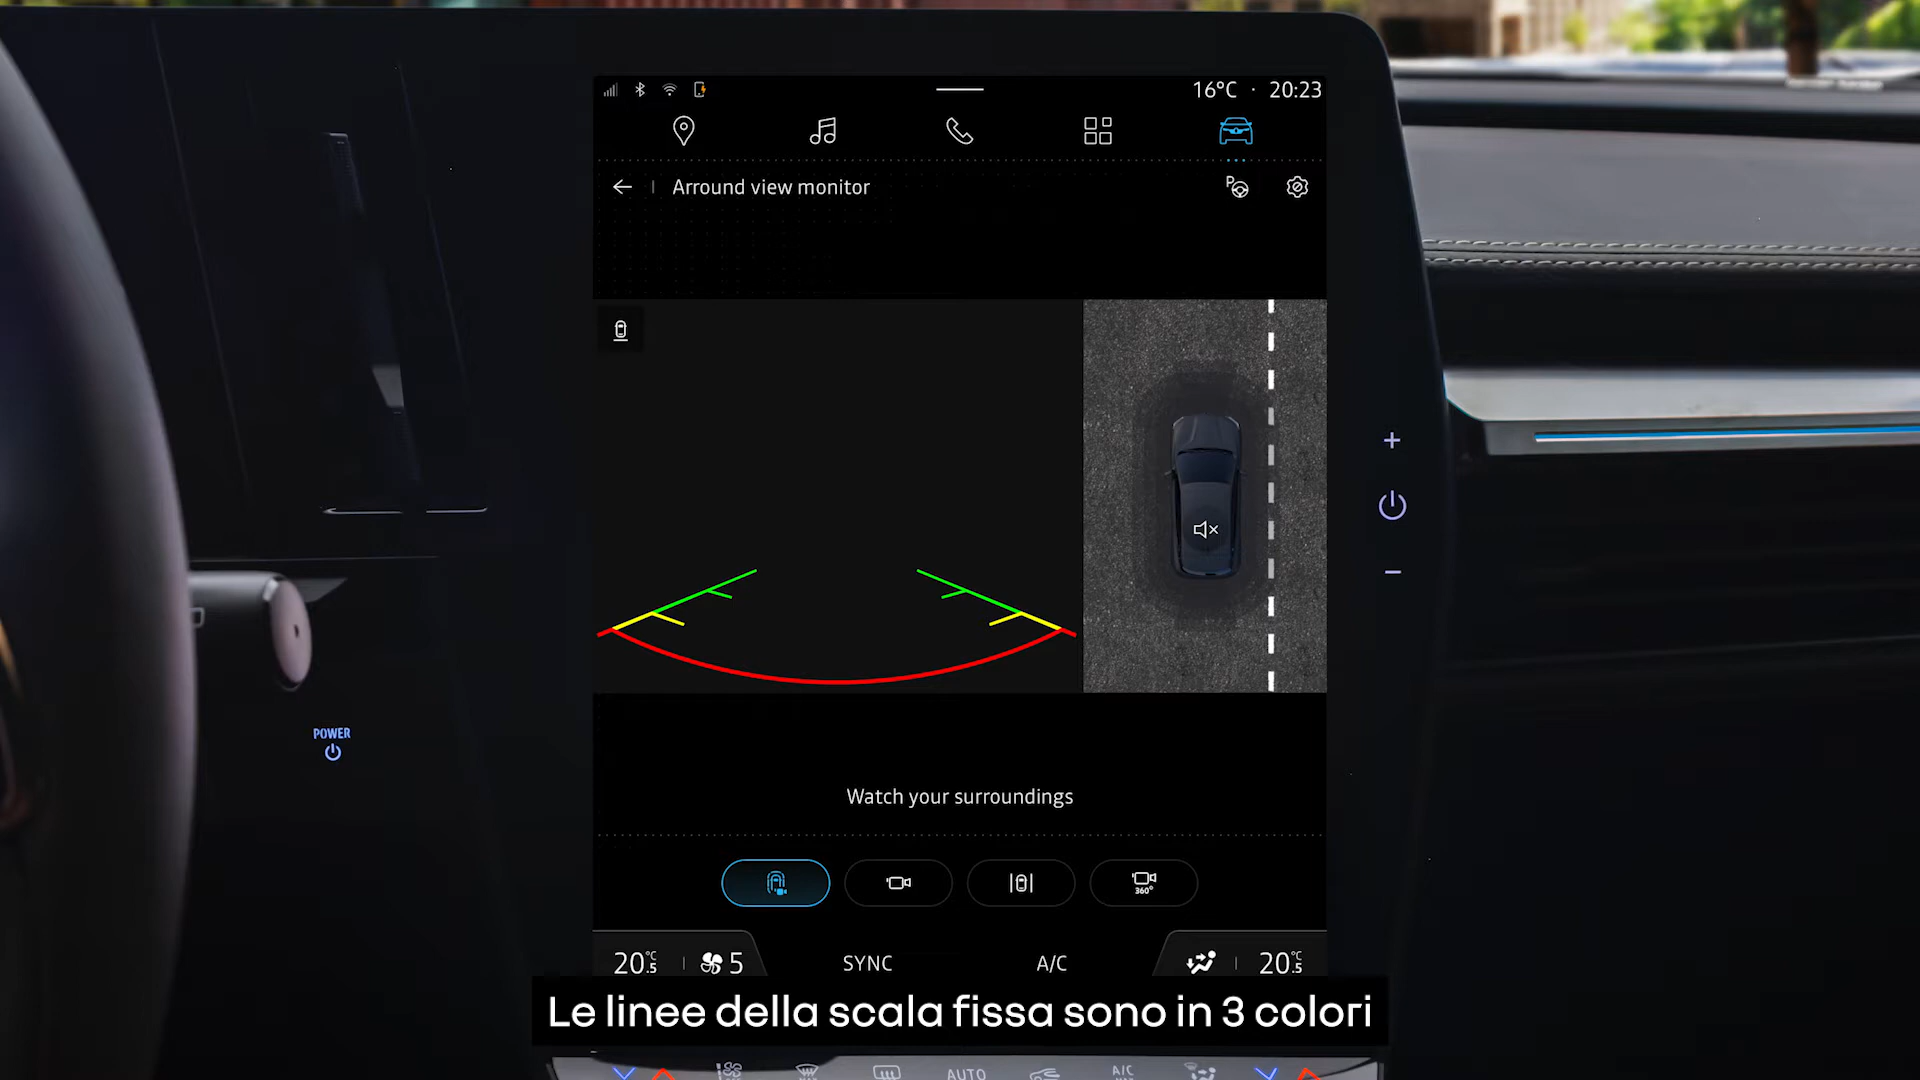 16°C · 20:23
Arround view monitor
POWER
Watch your surroundings
360°
20.5°C
5
SYNC
A/C
20.5°C
Le linee della scala fissa sono in 3 colori
AUTO
A/C